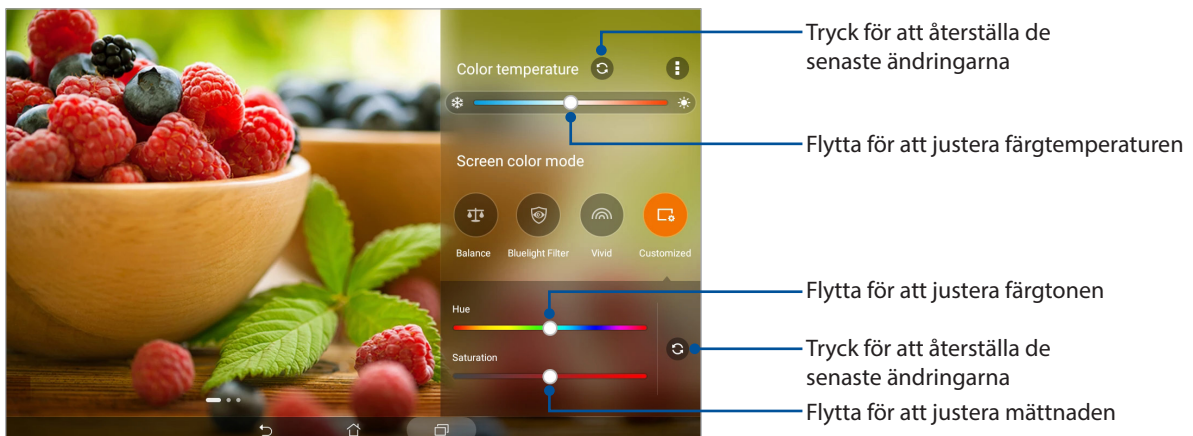 Color temperature
Screen color mode
Balance Bluelight Filter Vivid Customized
Hue
Saturation
Tryck för att återställa de
senaste ändringarna
Flytta för att justera färgtemperaturen
Flytta för att justera färgtonen
Tryck för att återställa de
senaste ändringarna
Flytta för att justera mättnaden